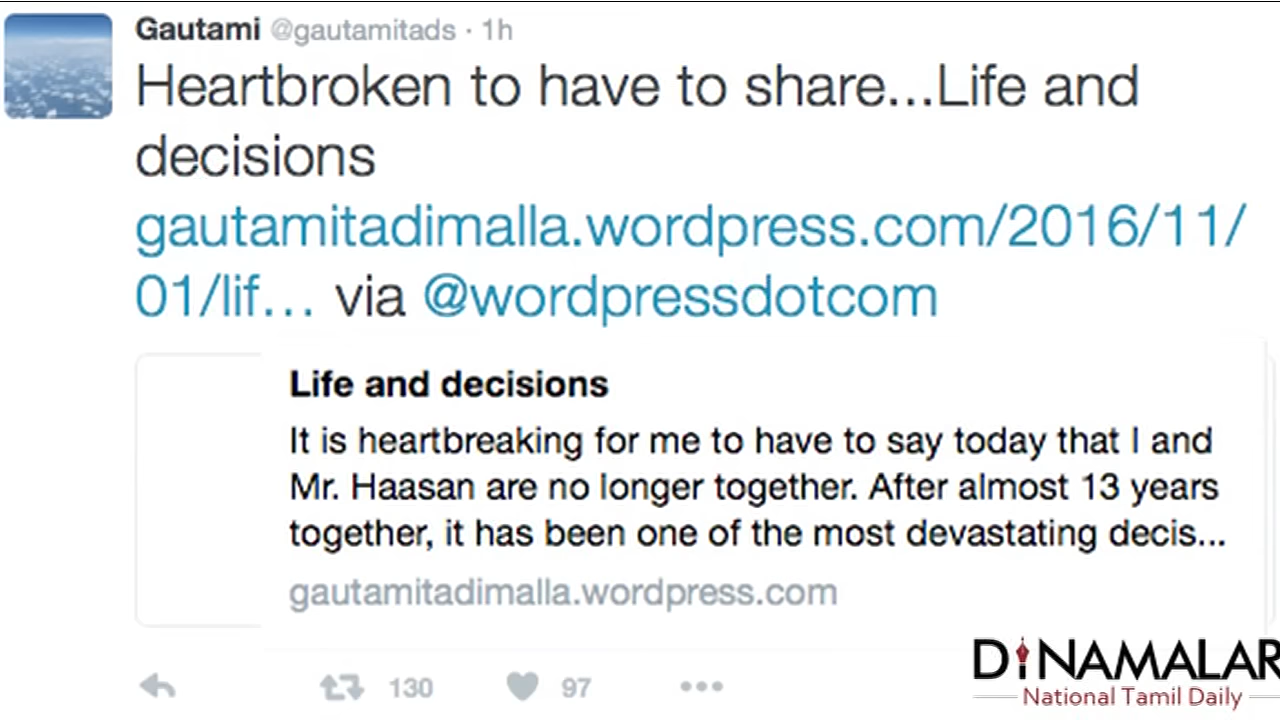 Gautami @gautamitads · 1h
Heartbroken to have to share...Life and
decisions
gautamitadimalla.wordpress.com/2016/11/
01/lif... via @wordpressdotcom
Life and decisions
It is heartbreaking for me to have to say today that I and
Mr. Haasan are no longer together. After almost 13 years
together, it has been one of the most devastating decis...
gautamitadimalla.wordpress.com
130 97
DINAMALAR
National Tamil Daily